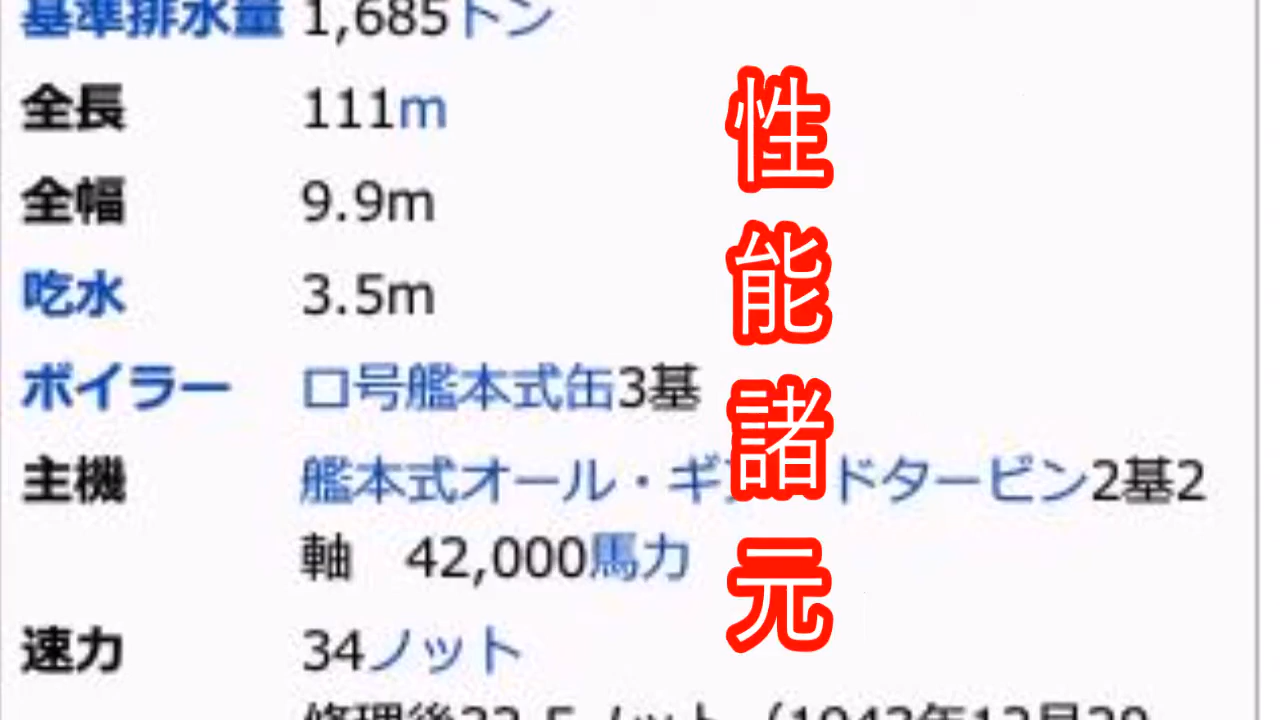 基準排水量 1,685トン
全長 111m
全幅 9.9m
吃水 3.5m
ボイラー ロ号艦本式缶3基
主機 艦本式オール・ギ ドタービン2基2
軸 42,000馬力
速力 34ノット
性能諸元